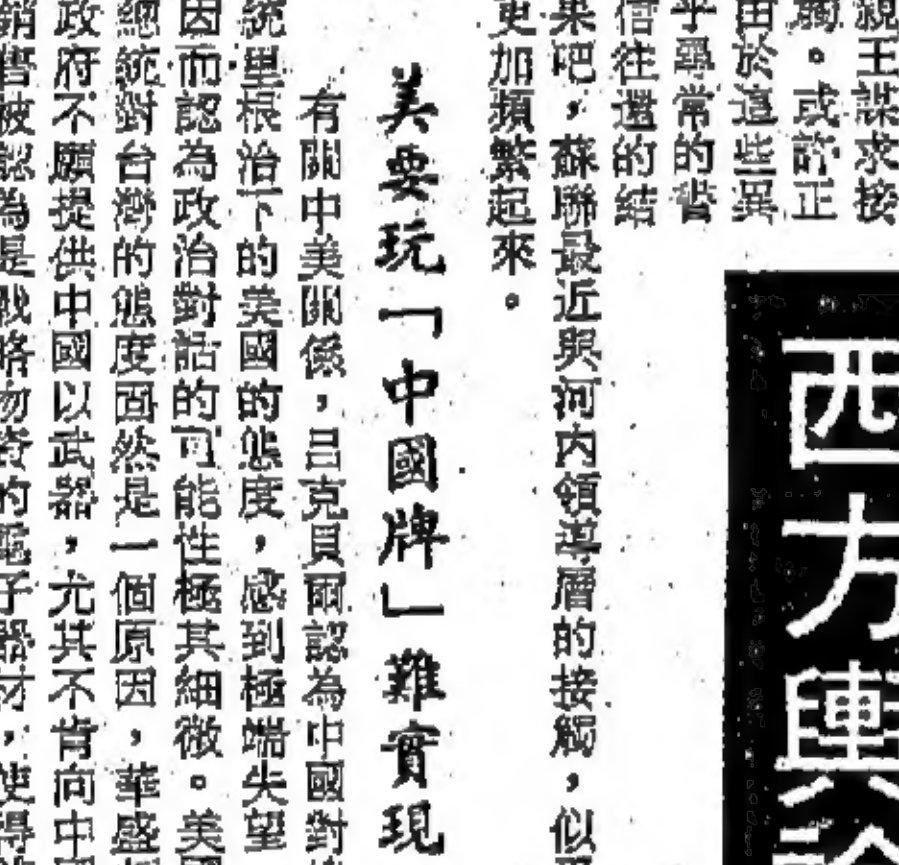 西方輿論
親王謀求接
觸。或許正
由於這些異
乎尋常的書
信往還的結
果吧，蘇聯最近與河內領導層的接觸，似
更加頻繁起來。
美要玩「中國牌」難實現
有關中美關係，呂克貝爾認為中國對
統里根治下的美國的態度，感到極端失望
因而認為政治對話的可能性極其細微。美國
總統對台灣的態度固然是一個原因，華盛
政府不願提供中國以武器，尤其不肯向中國
銷售被認為是戰略物資的電子器材，使得